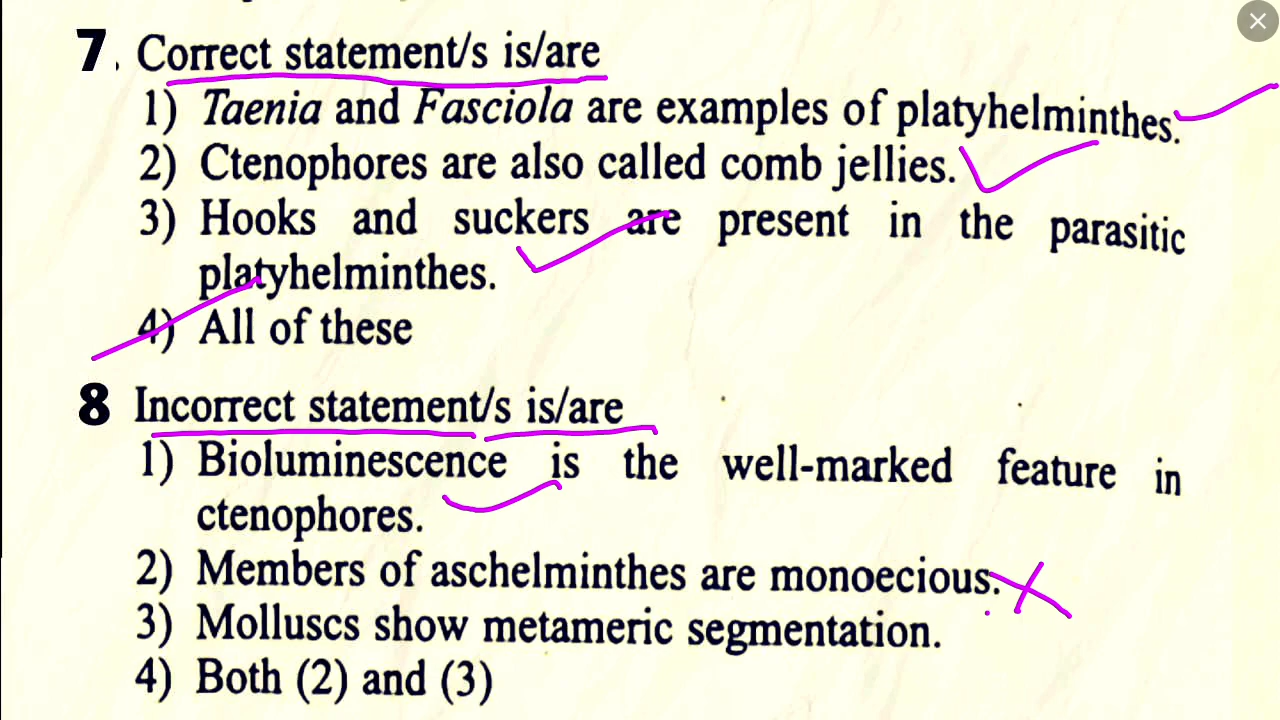 7. Correct statement/s is/are
1) Taenia and Fasciola are examples of platyhelminthes.
2) Ctenophores are also called comb jellies.
3) Hooks and suckers are present in the parasitic
platyhelminthes.
4) All of these
8 Incorrect statement/s is/are
1) Bioluminescence is the well-marked feature in
ctenophores.
2) Members of aschelminthes are monoecious.
3) Molluscs show metameric segmentation.
4) Both (2) and (3)